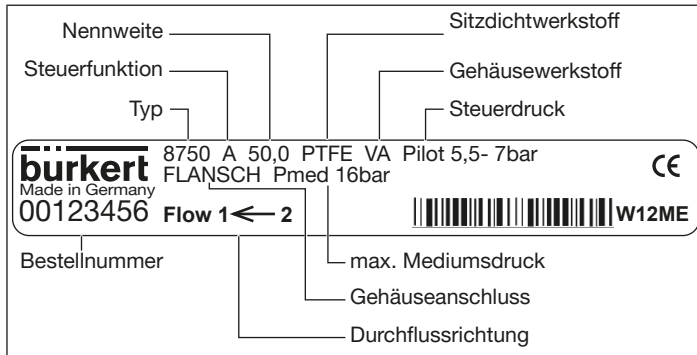 Nennweite
Sitzdichtwerkstoff
Steuerfunktion
Gehäusewerkstoff
Typ
Steuerdruck
bürkert
8750 A 50,0 PTFE VA Pilot 5,5- 7bar
FLANSCH Pmed 16bar
CE
Made in Germany
00123456
Flow 1 ← 2
W12ME
Bestellnummer
max. Mediumsdruck
Gehäuseanschluss
Durchflussrichtung